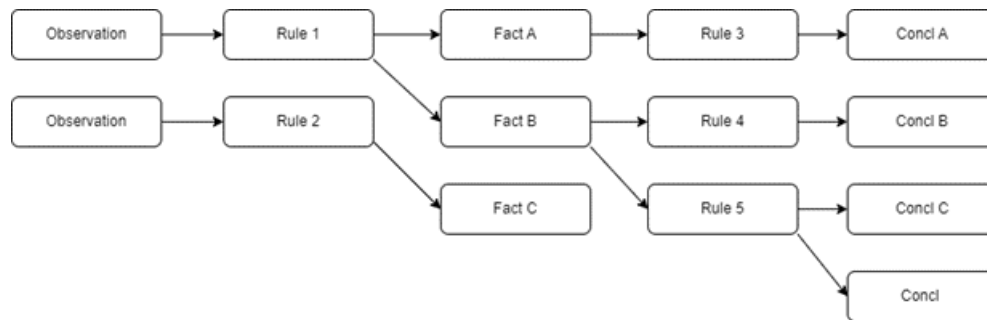 Observation
Rule 1
Fact A
Rule 3
Concl A
Observation
Rule 2
Fact B
Rule 4
Concl B
Fact C
Rule 5
Concl C
Concl